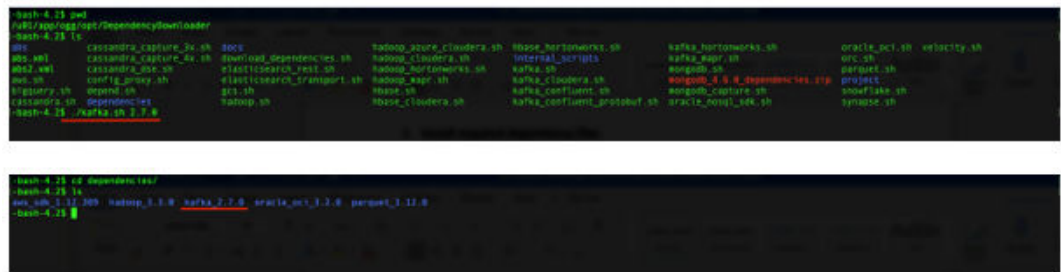 -bash-4.2$ pwd
/u01/app/ogg/opt/DependencyDownloader
-bash-4.2$ ls
abs cassandra_capture_3x.sh docs hadoop_azure_cloudera.sh hbase_hortonworks.sh kafka_hortonworks.sh oracle_oci.sh velocity.sh
abs.xml cassandra_capture_4x.sh download_dependencies.sh hadoop_cloudera.sh internal_scripts kafka_mapr.sh orc.sh
abs2.xml cassandra_dse.sh elasticsearch_rest.sh hadoop_hortonworks.sh kafka.sh mongodb.sh parquet.sh
aws.sh config_proxy.sh elasticsearch_transport.sh hadoop_mapr.sh kafka_cloudera.sh mongodb_4.6.0_dependencies.zip project
bigquery.sh depend.sh gcs.sh hbase.sh kafka_confluent.sh mongodb_capture.sh snowflake.sh
cassandra.sh dependencies hadoop.sh hbase_cloudera.sh kafka_confluent_protobuf.sh oracle_nosql_sdk.sh synapse.sh
-bash-4.2$ ./kafka.sh 2.7.0
-bash-4.2$ cd dependencies/
-bash-4.2$ ls
aws_sdk_1.12.309 hadoop_3.3.0 kafka_2.7.0 oracle_oci_3.2.0 parquet_1.12.0
-bash-4.2$